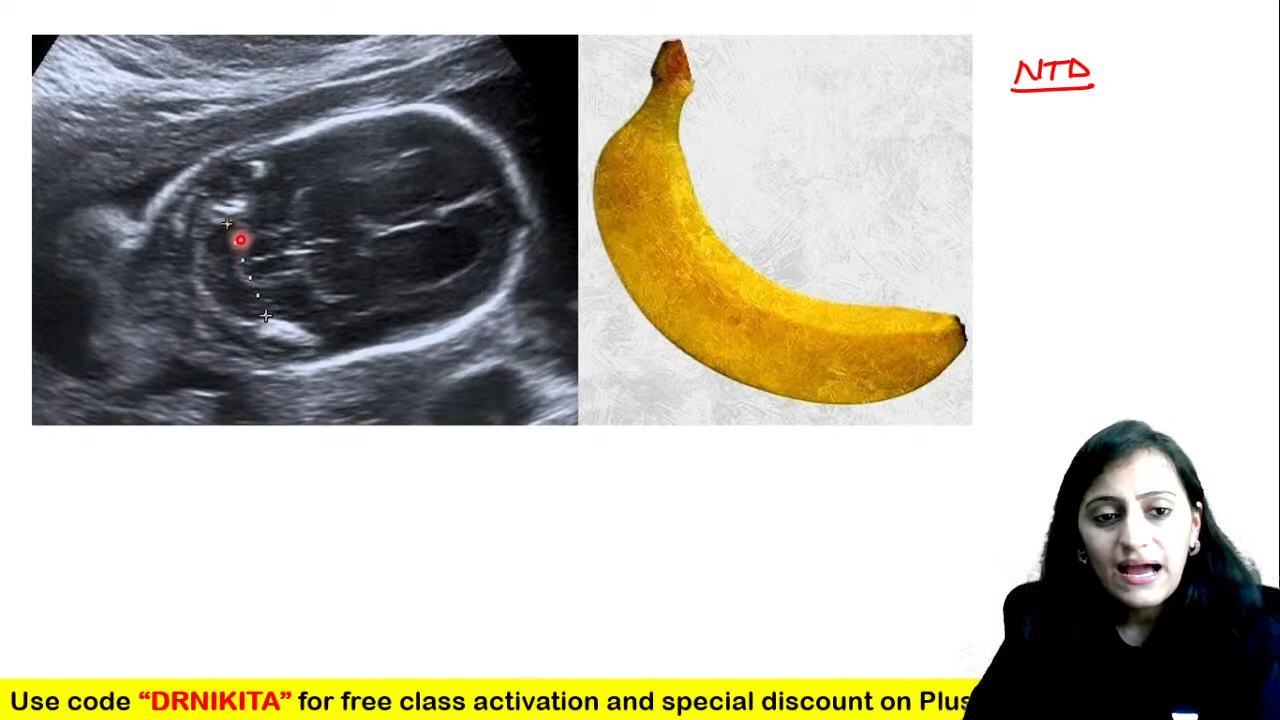 NTD
Use code “DRNIKITA” for free class activation and special discount on Plus